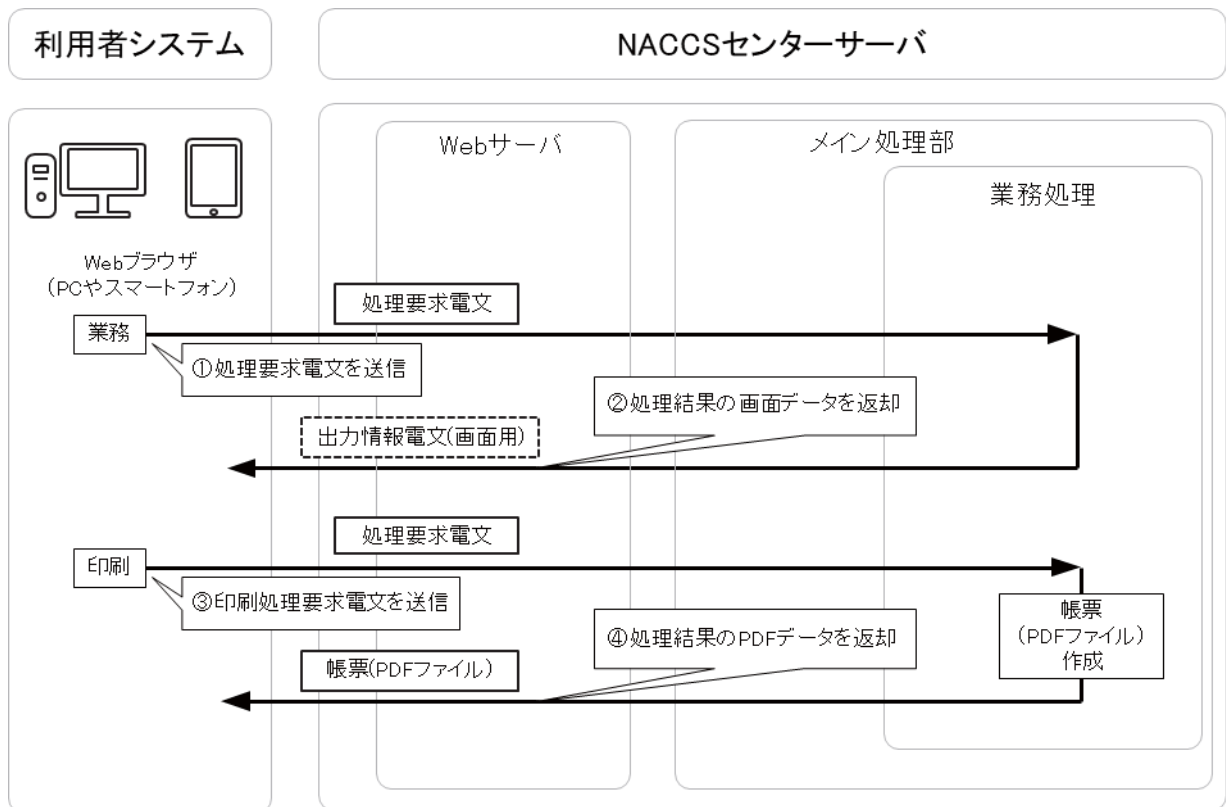 利用者システム
NACCSセンターサーバ
Webサーバ
メイン処理部
業務処理
Webブラウザ
(PCやスマートフォン)
処理要求電文
業務
①処理要求電文を送信
②処理結果の画面データを返却
出力情報電文(画面用)
処理要求電文
印刷
③印刷処理要求電文を送信
④処理結果のPDFデータを返却
帳票
(PDFファイル)
作成
帳票(PDFファイル)